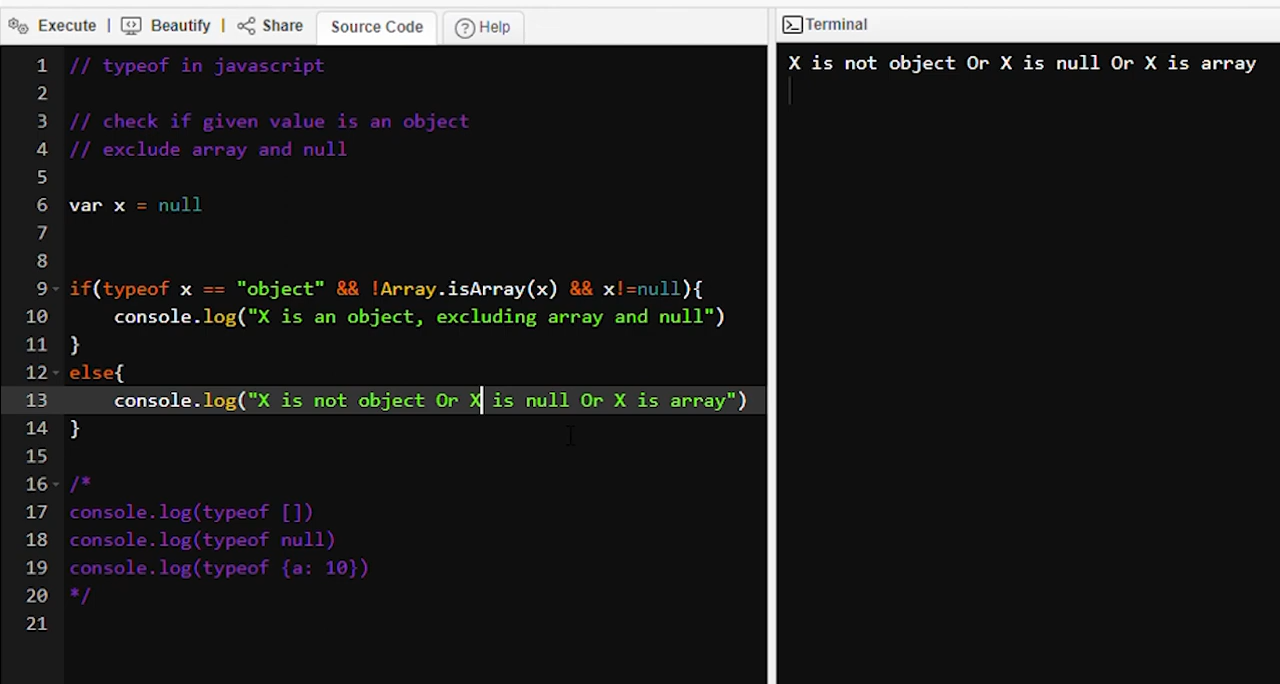 Execute | Beautify | Share Source Code Help
1 // typeof in javascript
2
3 // check if given value is an object
4 // exclude array and null
5
6 var x = null
7
8
9 if(typeof x == "object" && !Array.isArray(x) && x!=null){
10 console.log("X is an object, excluding array and null")
11 }
12 else{
13 console.log("X is not object Or X is null Or X is array")
14 }
15
16 /*
17 console.log(typeof [])
18 console.log(typeof null)
19 console.log(typeof {a: 10})
20 */
21
Terminal
X is not object Or X is null Or X is array